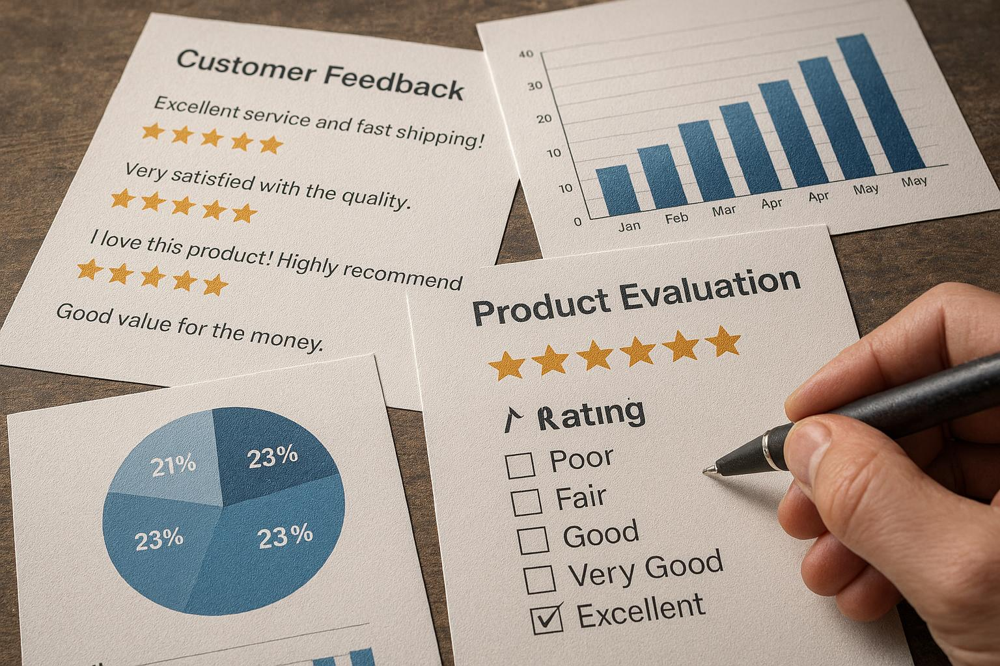 Customer Feedback
Excellent service and fast shipping!
Very satisfied with the quality.
I love this product! Highly recommend
Good value for the money.
40
30
20
10
10
0
Jan Feb Mar Apr Apr May May
Product Evaluation
Rating
Poor
Fair
Good
Very Good
Excellent
21% 23%
23% 23%